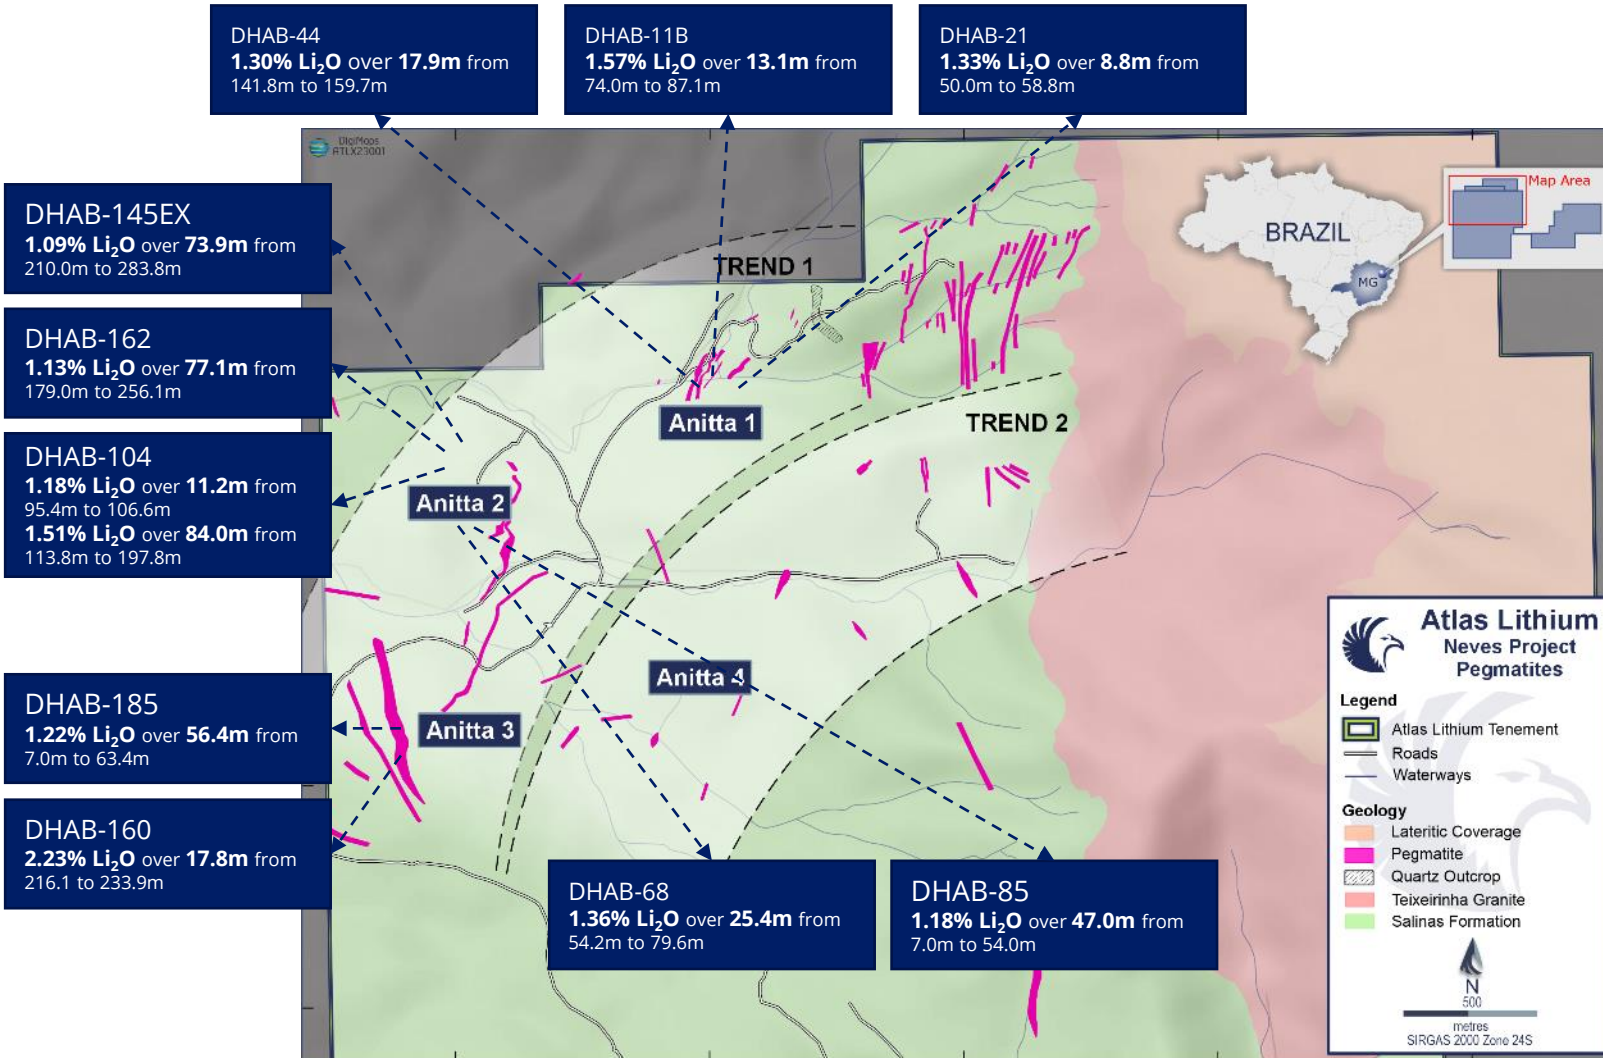 DHAB-44
1.30% Li₂O over 17.9m from
141.8m to 159.7m
DHAB-11B
1.57% Li₂O over 13.1m from
74.0m to 87.1m
DHAB-21
1.33% Li₂O over 8.8m from
50.0m to 58.8m
DigiMaps
ATLX23001
DHAB-145EX
1.09% Li₂O over 73.9m from
210.0m to 283.8m
DHAB-162
1.13% Li₂O over 77.1m from
179.0m to 256.1m
DHAB-104
1.18% Li₂O over 11.2m from
95.4m to 106.6m
1.51% Li₂O over 84.0m from
113.8m to 197.8m
DHAB-185
1.22% Li₂O over 56.4m from
7.0m to 63.4m
DHAB-160
2.23% Li₂O over 17.8m from
216.1 to 233.9m
TREND 1
Anitta 1
TREND 2
Anitta 2
Anitta 4
Anitta 3
BRAZIL
MG
Map Area
DHAB-68
1.36% Li₂O over 25.4m from
54.2m to 79.6m
DHAB-85
1.18% Li₂O over 47.0m from
7.0m to 54.0m
Atlas Lithium
Neves Project
Pegmatites
Legend
Atlas Lithium Tenement
Roads
Waterways
Geology
Lateritic Coverage
Pegmatite
Quartz Outcrop
Teixeirinha Granite
Salinas Formation
N
500
metres
SIRGAS 2000 Zone 24S